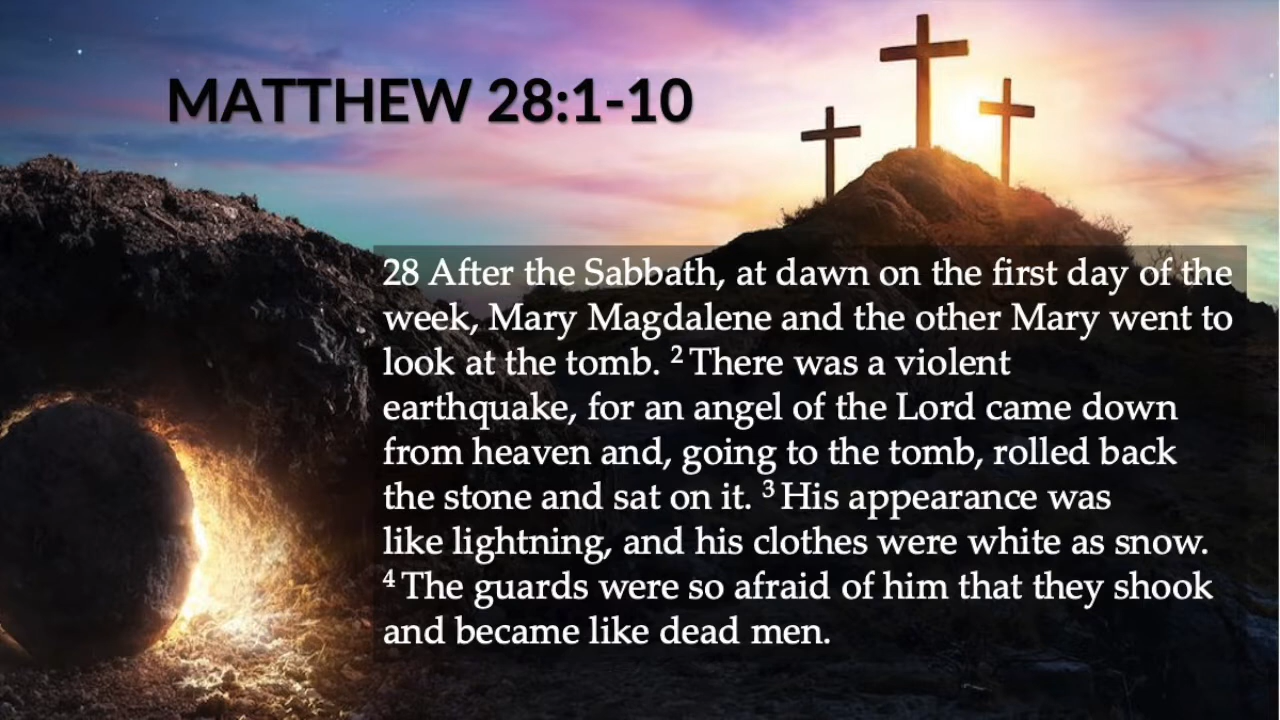 MATTHEW 28:1-10
28 After the Sabbath, at dawn on the first day of the
week, Mary Magdalene and the other Mary went to
look at the tomb. ² There was a violent
earthquake, for an angel of the Lord came down
from heaven and, going to the tomb, rolled back
the stone and sat on it. ³ His appearance was
like lightning, and his clothes were white as snow.
⁴ The guards were so afraid of him that they shook
and became like dead men.